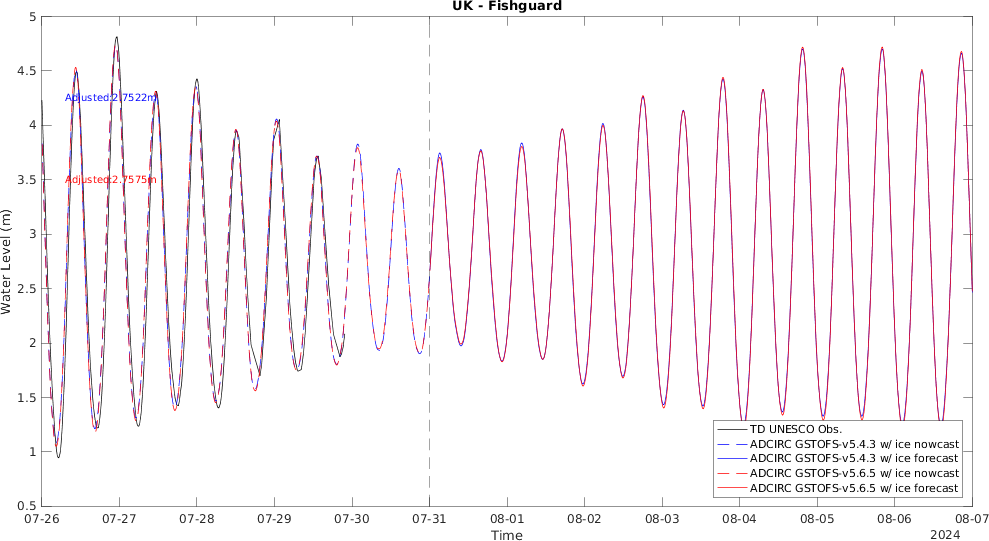 UK - Fishguard
5
4.5
4
3.5
3
2.5
2
1.5
1
0.5
Water Level (m)
Adjusted:2.7522m
Adjusted:2.7575m
TD UNESCO Obs.
ADCIRC GSTOFS-v5.4.3 w/ ice nowcast
ADCIRC GSTOFS-v5.4.3 w/ ice forecast
ADCIRC GSTOFS-v5.6.5 w/ ice nowcast
ADCIRC GSTOFS-v5.6.5 w/ ice forecast
07-26 07-27 07-28 07-29 07-30 07-31 08-01 08-02 08-03 08-04 08-05 08-06 08-07
Time
2024